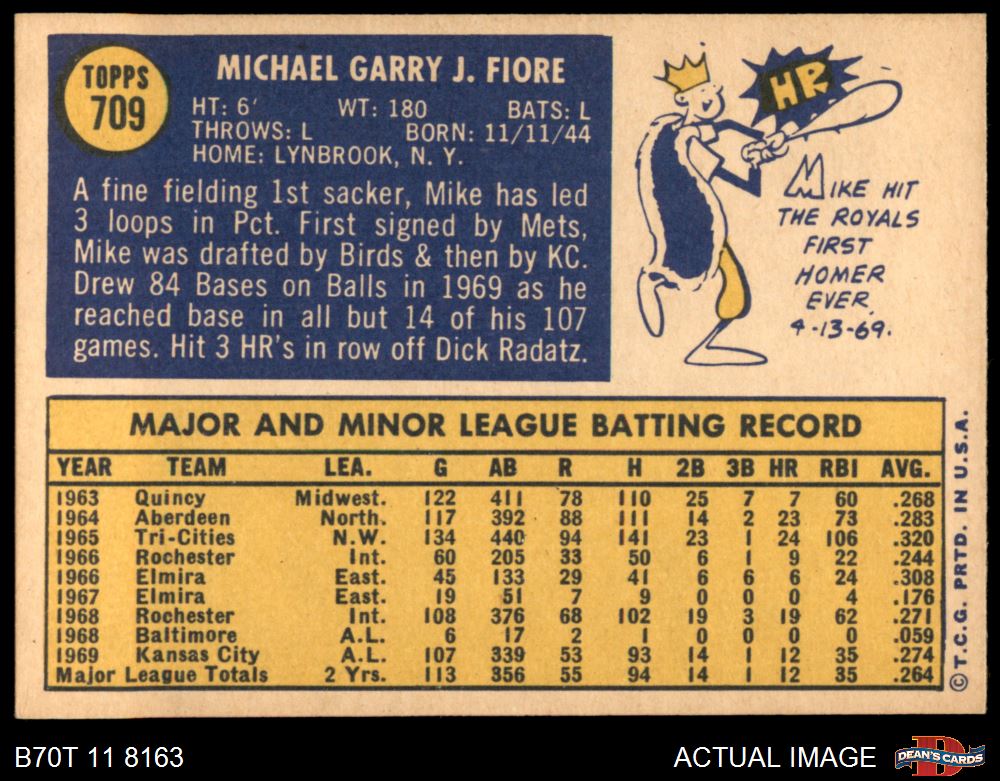 TOPPS
709
MICHAEL GARRY J. FIORE
HT: 6' WT: 180 BATS: L
THROWS: L BORN: 11/11/44
HOME: LYNBROOK, N. Y.
A fine fielding 1st sacker, Mike has led
3 loops in Pct. First signed by Mets,
Mike was drafted by Birds & then by KC.
Drew 84 Bases on Balls in 1969 as he
reached base in all but 14 of his 107
games. Hit 3 HR's in row off Dick Radatz.
HR
MIKE HIT
THE ROYALS
FIRST
HOMER
EVER.
4-13-69.
MAJOR AND MINOR LEAGUE BATTING RECORD
YEAR TEAM LEA. G AB R H 2B 3B HR RBI AVG.
1963 Quincy Midwest. 122 411 78 110 25 7 7 60 .268
1964 Aberdeen North. 117 392 88 111 14 2 23 73 .283
1965 Tri-Cities N.W. 134 440 94 141 23 1 24 106 .320
1966 Rochester Int. 60 205 33 50 6 1 9 22 .244
1966 Elmira East. 45 133 29 41 6 6 6 24 .308
1967 Elmira East. 19 51 7 9 0 0 0 4 .176
1968 Rochester Int. 108 376 68 102 19 3 19 62 .271
1968 Baltimore A.L. 6 17 2 1 0 0 0 0 .059
1969 Kansas City A.L. 107 339 53 93 14 1 12 35 .274
Major League Totals 2 Yrs. 113 356 55 94 14 1 12 35 .264
© T.C.G. PRTD. IN U.S.A.
B70T 11 8163
ACTUAL IMAGE
D
DEAN'S CARDS